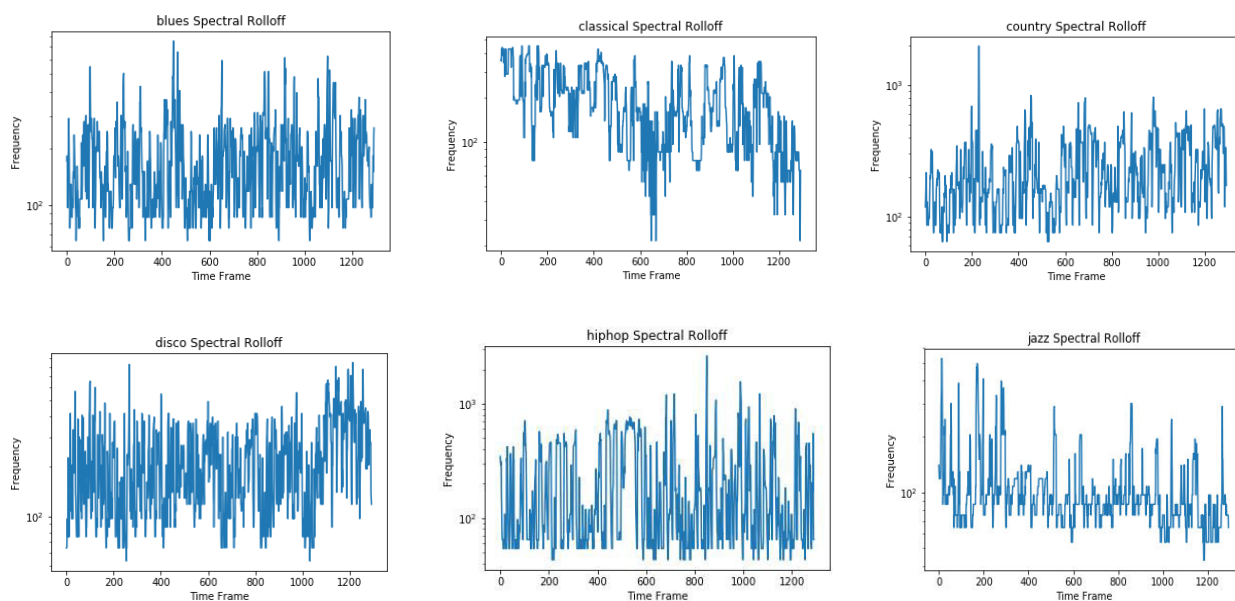 blues Spectral Rolloff
Frequency
10²
0 200 400 600 800 1000 1200
Time Frame
classical Spectral Rolloff
Frequency
10²
0 200 400 600 800 1000 1200
Time Frame
country Spectral Rolloff
Frequency
10³
10²
0 200 400 600 800 1000 1200
Time Frame
disco Spectral Rolloff
Frequency
10²
0 200 400 600 800 1000 1200
Time Frame
hiphop Spectral Rolloff
Frequency
10³
10²
0 200 400 600 800 1000 1200
Time Frame
jazz Spectral Rolloff
Frequency
10²
0 200 400 600 800 1000 1200
Time Frame